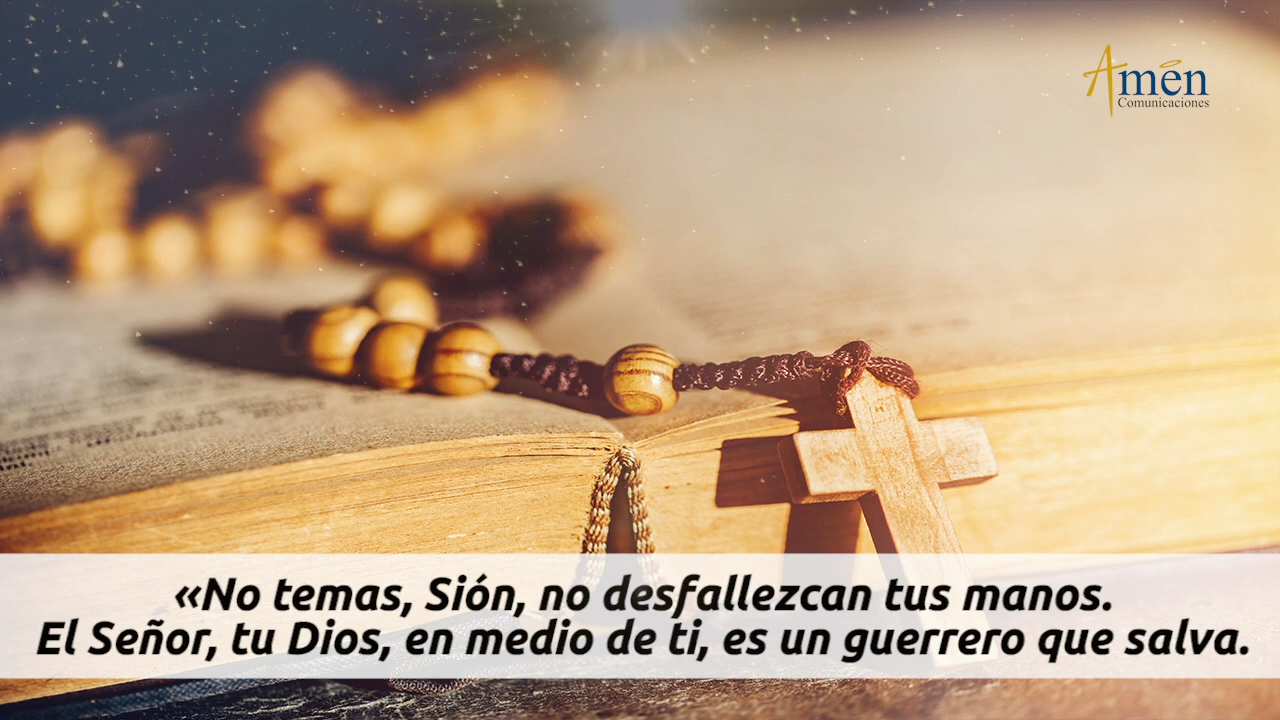 Amén
Comunicaciones
«No temas, Sión, no desfallezcan tus manos.
El Señor, tu Dios, en medio de ti, es un guerrero que salva.